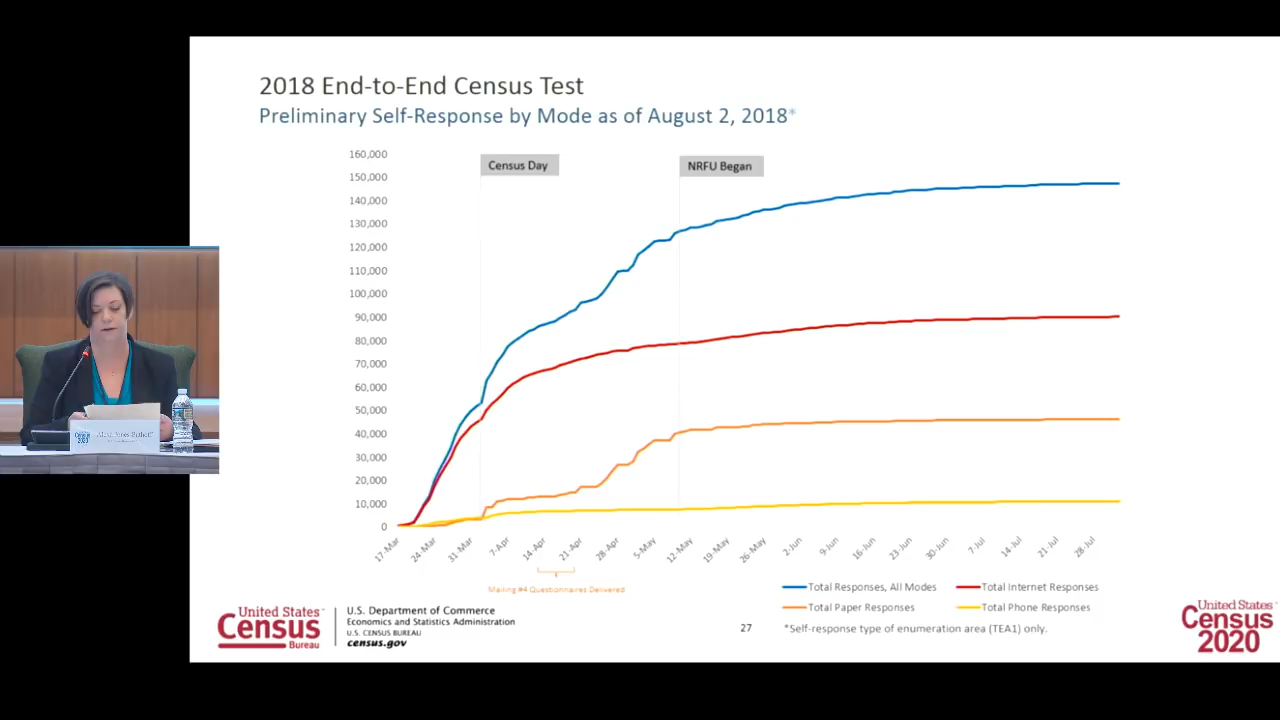 2018 End-to-End Census Test
Preliminary Self-Response by Mode as of August 2, 2018*
160,000
150,000
140,000
130,000
120,000
110,000
100,000
90,000
80,000
70,000
60,000
50,000
40,000
30,000
20,000
10,000
0
Census Day
NRFU Began
17-Mar
24-Mar
31-Mar
7-Apr
14-Apr
21-Apr
28-Apr
5-May
12-May
19-May
26-May
2-Jun
9-Jun
16-Jun
23-Jun
30-Jun
7-Jul
14-Jul
21-Jul
28-Jul
Mailing #4 Questionnaires Delivered
Total Responses, All Modes
Total Internet Responses
Total Paper Responses
Total Phone Responses
United States
Census
Bureau
U.S. Department of Commerce
Economics and Statistics Administration
U.S. CENSUS BUREAU
census.gov
27
*Self-response type of enumeration area (TEA1) only.
United States
Census
2020